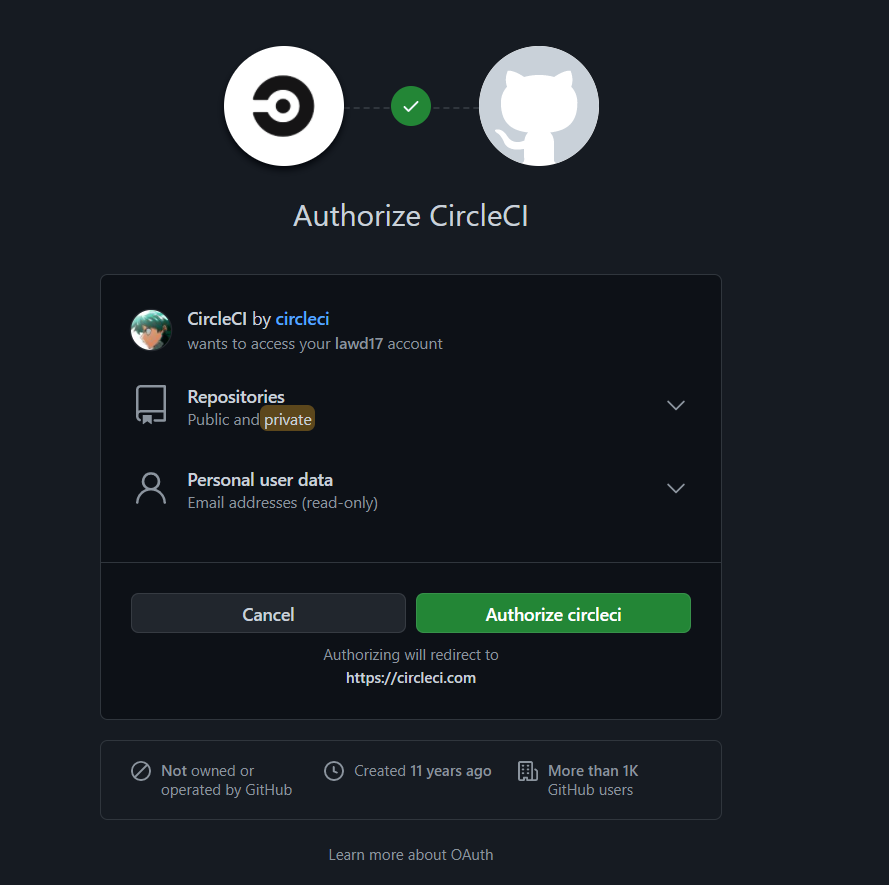 Authorize CircleCI
CircleCI by circleci
wants to access your lawd17 account
Repositories
Public and private
Personal user data
Email addresses (read-only)
Cancel
Authorize circleci
Authorizing will redirect to
https://circleci.com
Not owned or
operated by GitHub
Created 11 years ago
More than 1K
GitHub users
Learn more about OAuth